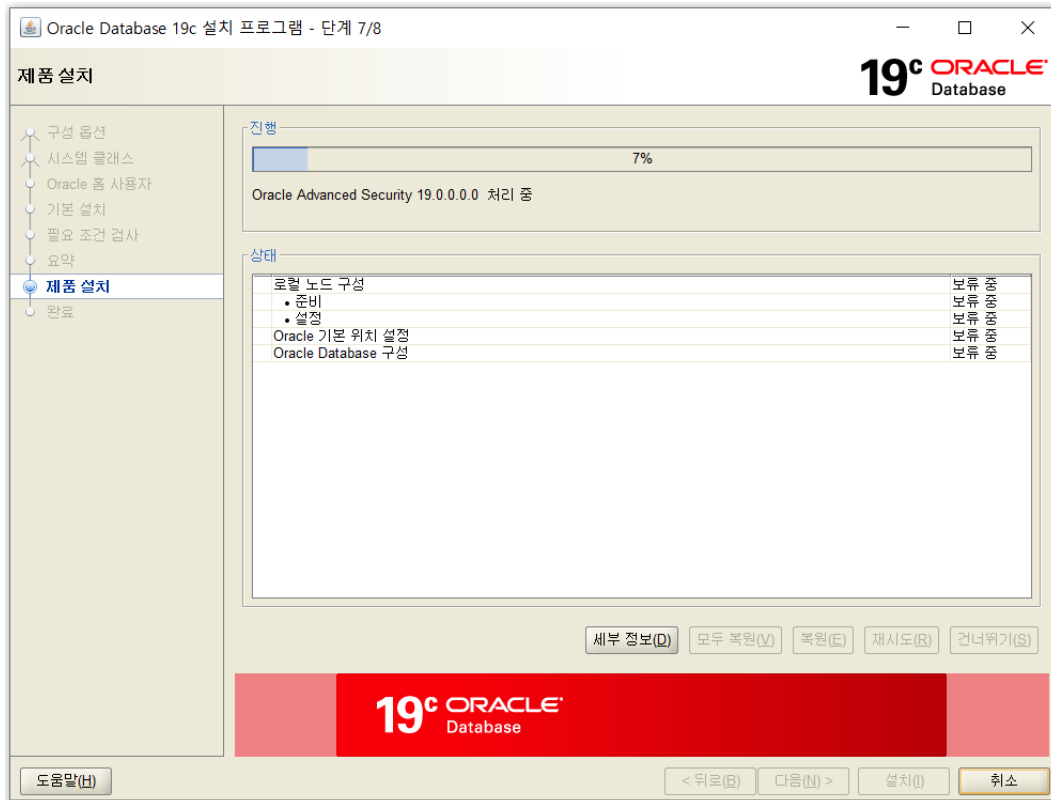 Oracle Database 19c 설치 프로그램 - 단계 7/8
제품 설치
19c ORACLE
Database
구성 옵션
시스템 클래스
Oracle 홈 사용자
기본 설치
필요 조건 검사
요약
제품 설치
완료
진행
7%
Oracle Advanced Security 19.0.0.0.0 처리 중
상태
로컬 노드 구성 보류 중
• 준비 보류 중
• 설정 보류 중
Oracle 기본 위치 설정 보류 중
Oracle Database 구성 보류 중
세부 정보(D) 모두 복원(V) 복원(E) 재시도(R) 건너뛰기(S)
19c ORACLE
Database
도움말(H) < 뒤로(B) 다음(N) > 설치(I) 취소